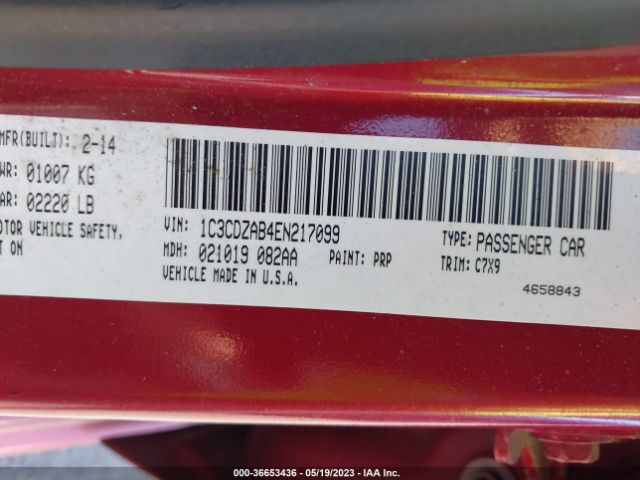 MFR(BUILT): 2-14
WR: 01007 KG
AR: 02220 LB
OTOR VEHICLE SAFETY,
T ON
VIN: 1C3CDZAB4EN217099
MDH: 021019 082AA PAINT: PRP
VEHICLE MADE IN U.S.A.
TYPE: PASSENGER CAR
TRIM: C7X9
4658843
000-36653436 - 05/19/2023 - IAA Inc.